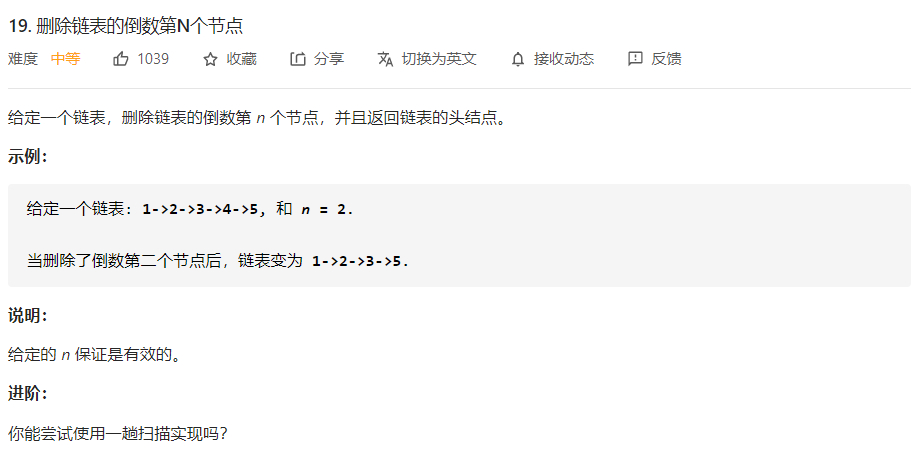 19. 删除链表的倒数第N个节点
难度 中等 1039 收藏 分享 切换为英文 接收动态 反馈
给定一个链表，删除链表的倒数第 n 个节点，并且返回链表的头结点。
示例：
给定一个链表: 1->2->3->4->5, 和 n = 2.
当删除了倒数第二个节点后，链表变为 1->2->3->5.
说明：
给定的 n 保证是有效的。
进阶：
你能尝试使用一趟扫描实现吗？